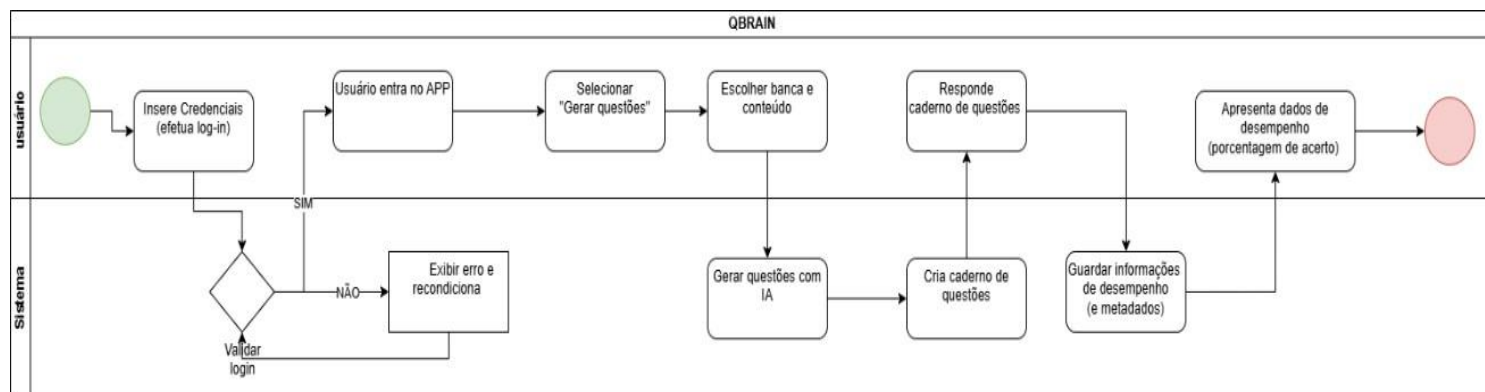 QBRAIN
usuário
Insere Credenciais
(efetua log-in)
Usuário entra no APP
Selecionar
"Gerar questões"
Escolher banca e
conteúdo
Responde
caderno de questões
Apresenta dados de
desempenho
(porcentagem de acerto)
SIM
Sistema
Validar
login
NÃO
Exibir erro e
recondiciona
Gerar questões com
IA
Cria caderno de
questões
Guardar informações
de desempenho
(e metadados)